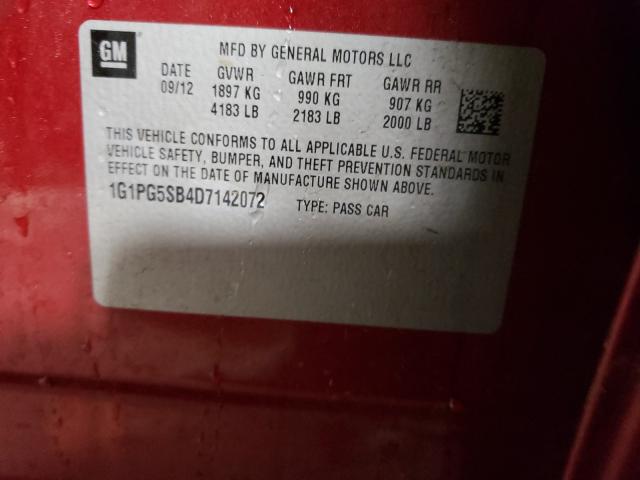 GM
MFD BY GENERAL MOTORS LLC
DATE GVWR GAWR FRT GAWR RR
09/12 1897 KG 990 KG 907 KG
4183 LB 2183 LB 2000 LB
THIS VEHICLE CONFORMS TO ALL APPLICABLE U.S. FEDERAL MOTOR
VEHICLE SAFETY, BUMPER, AND THEFT PREVENTION STANDARDS IN
EFFECT ON THE DATE OF MANUFACTURE SHOWN ABOVE.
1G1PG5SB4D7142072 TYPE: PASS CAR